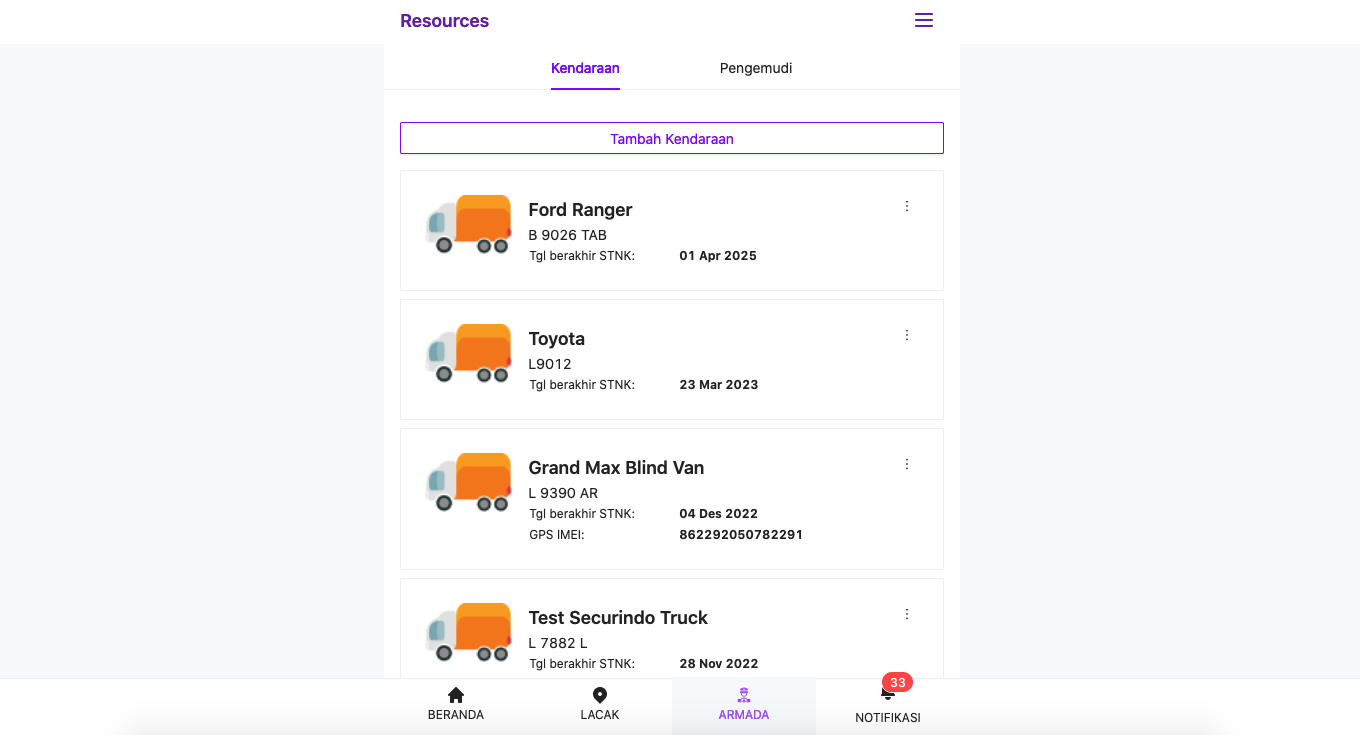 Resources
Kendaraan Pengemudi
Tambah Kendaraan
Ford Ranger
B 9026 TAB
Tgl berakhir STNK: 01 Apr 2025
Toyota
L9012
Tgl berakhir STNK: 23 Mar 2023
Grand Max Blind Van
L 9390 AR
Tgl berakhir STNK: 04 Des 2022
GPS IMEI: 862292050782291
Test Securindo Truck
L 7882 L
Tgl berakhir STNK: 28 Nov 2022
33
BERANDA LACAK ARMADA NOTIFIKASI